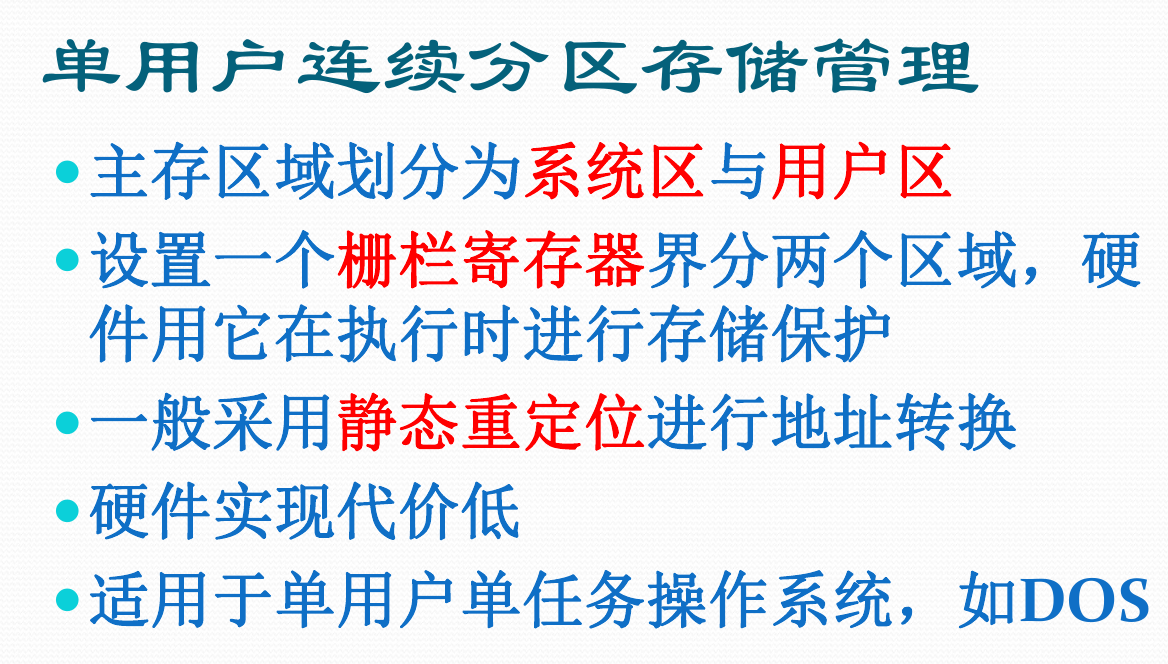 单用户连续分区存储管理
主存区域划分为系统区与用户区
设置一个栅栏寄存器界分两个区域，硬
件用它在执行时进行存储保护
一般采用静态重定位进行地址转换
硬件实现代价低
适用于单用户单任务操作系统，如DOS